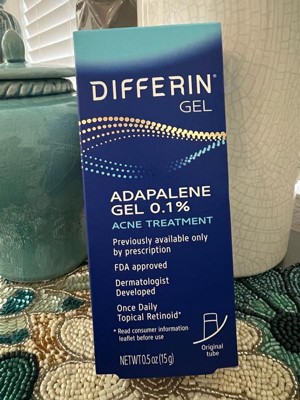 DIFFERIN®
GEL
ADAPALENE
GEL 0.1%
ACNE TREATMENT
Previously available only
by prescription
FDA approved
Dermatologist
Developed
Once Daily
Topical Retinoid*
* Read consumer information
leaflet before use
Original
tube
NET WT 0.5 oz (15 g)